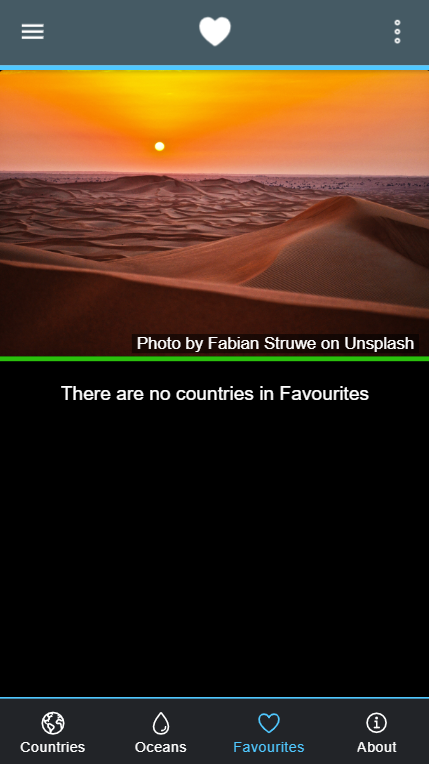 Photo by Fabian Struwe on Unsplash
There are no countries in Favourites
Countries
Oceans
Favourites
About